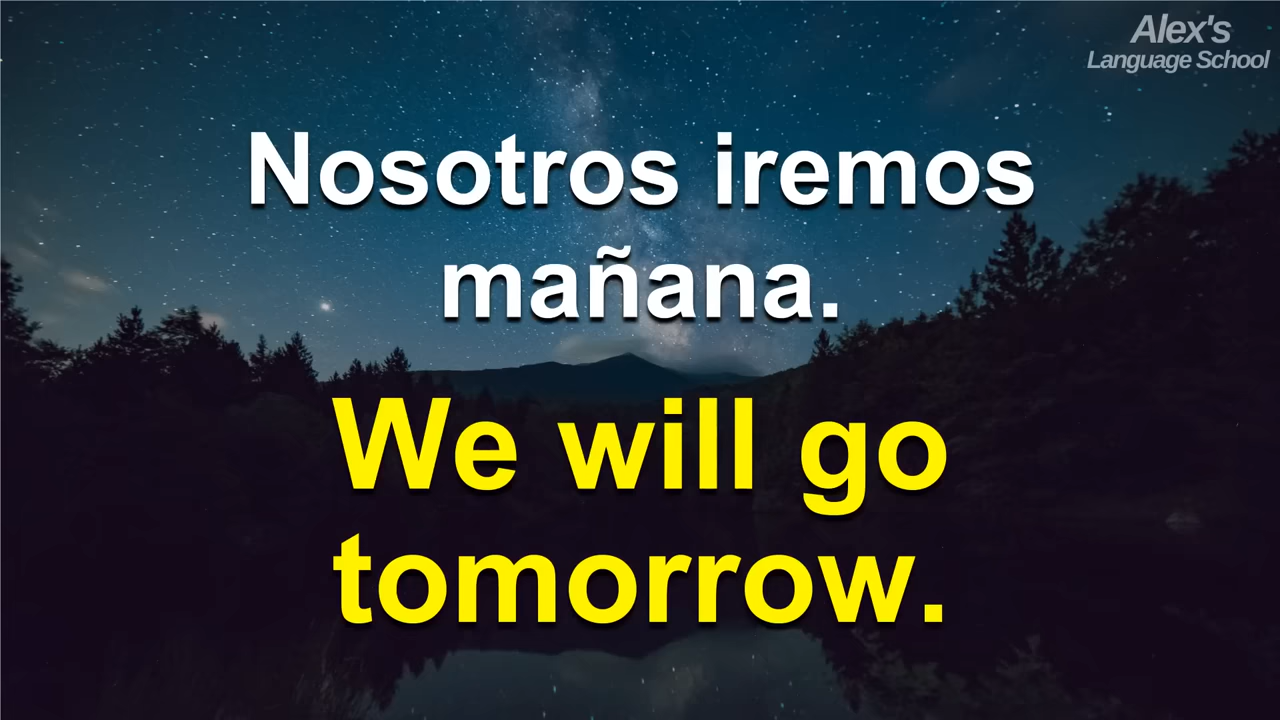 Alex's
Language School
Nosotros iremos
mañana.
We will go
tomorrow.